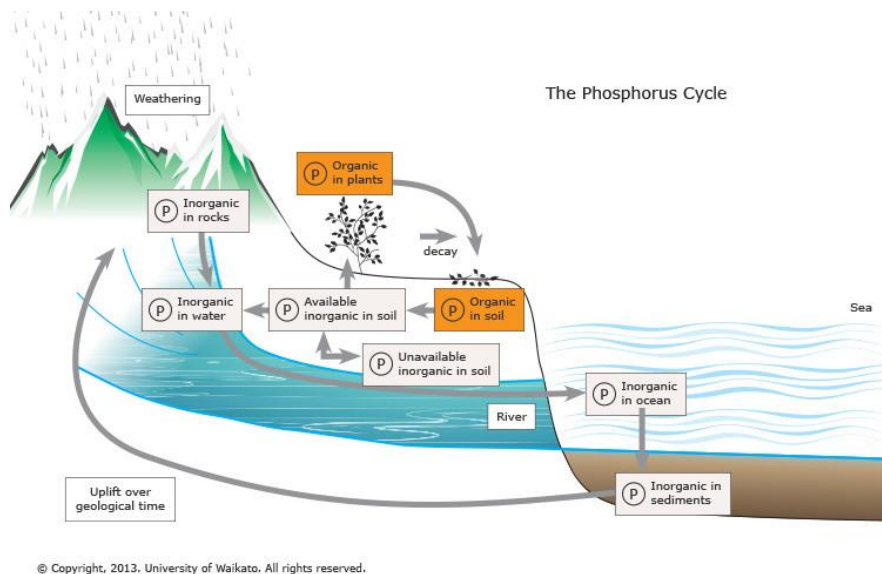 The Phosphorus Cycle
Weathering
P Organic
in plants
P Inorganic
in rocks
decay
P Inorganic
in water
P Available
inorganic in soil
P Organic
in soil
Sea
P Unavailable
inorganic in soil
P Inorganic
in ocean
River
P Inorganic in
sediments
Uplift over
geological time
© Copyright, 2013. University of Waikato. All rights reserved.